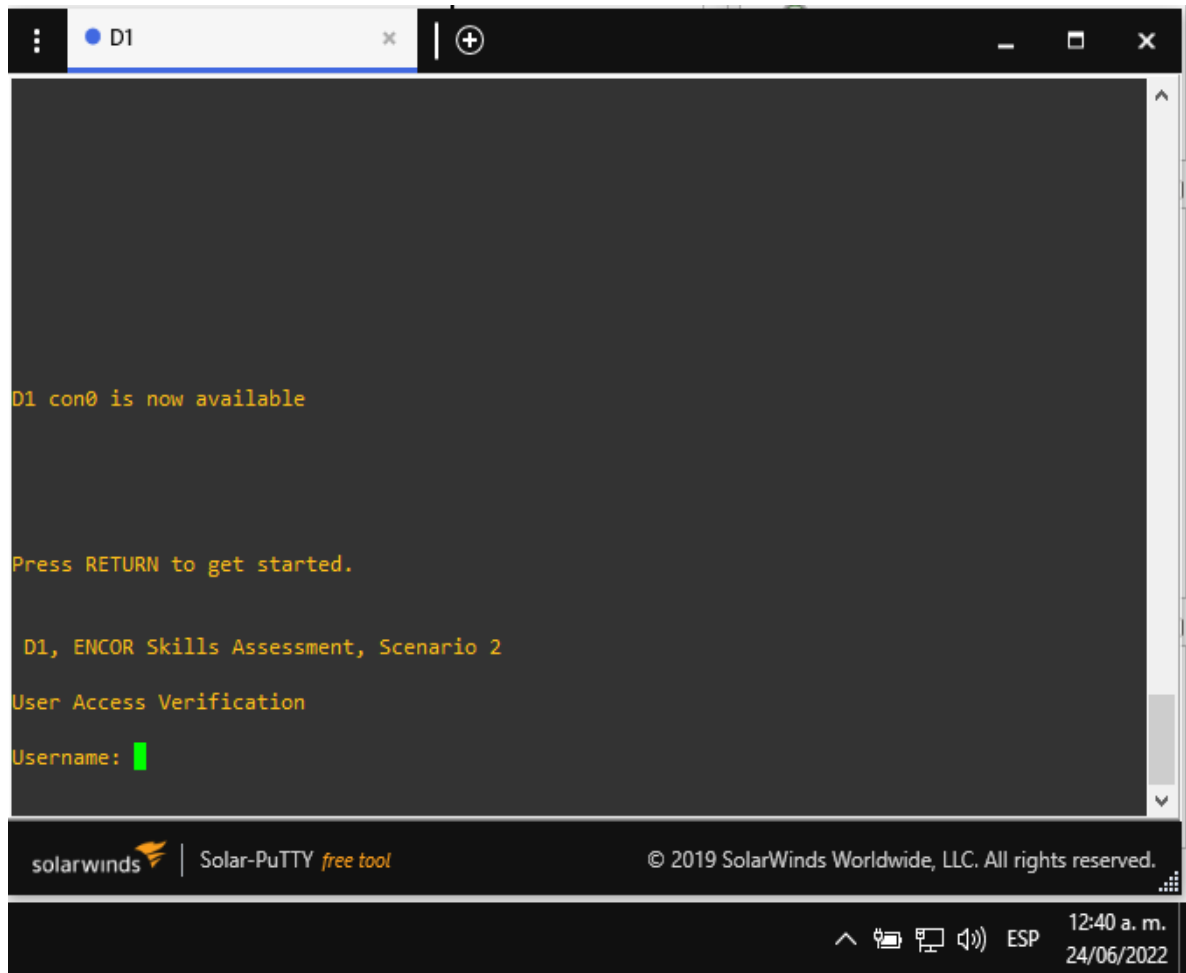 D1
D1 con0 is now available
Press RETURN to get started.
D1, ENCOR Skills Assessment, Scenario 2
User Access Verification
Username:
solarwinds Solar-PuTTY free tool © 2019 SolarWinds Worldwide, LLC. All rights reserved.
ESP 12:40 a. m.
24/06/2022